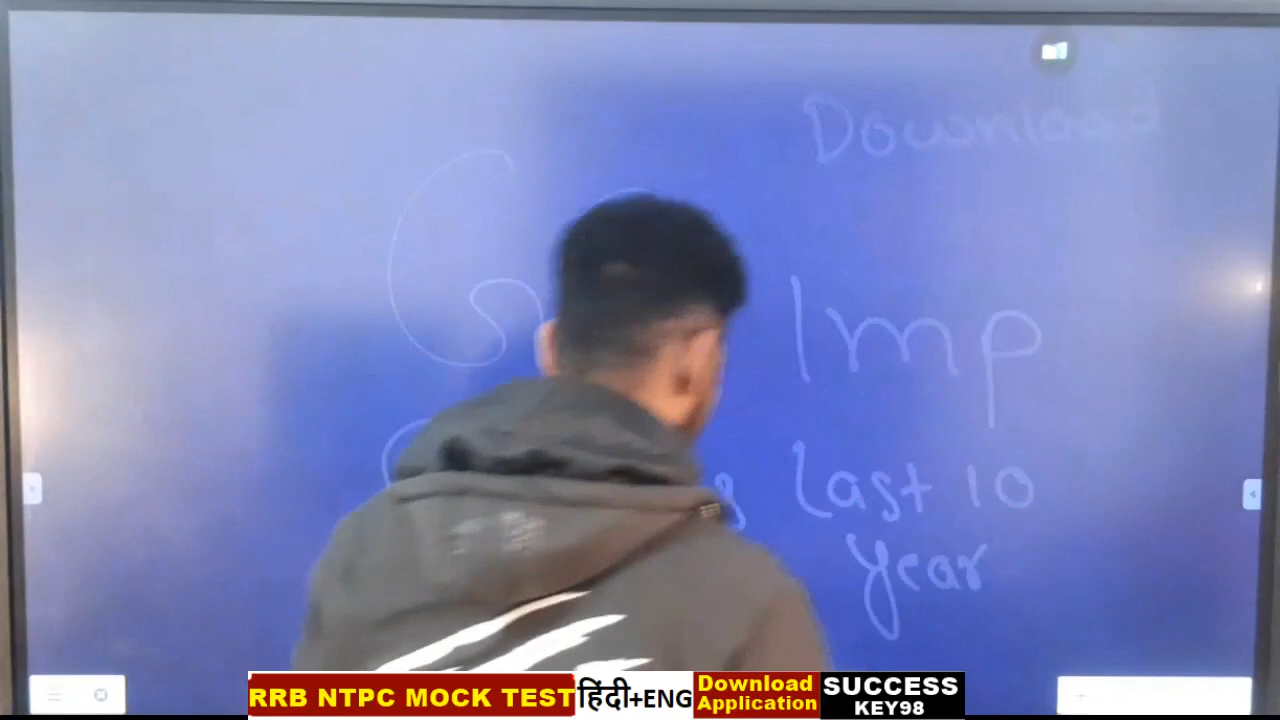 Download
Imp
Last 10
year
RRB NTPC MOCK TEST हिंदी+ENG Download Application SUCCESS KEY98